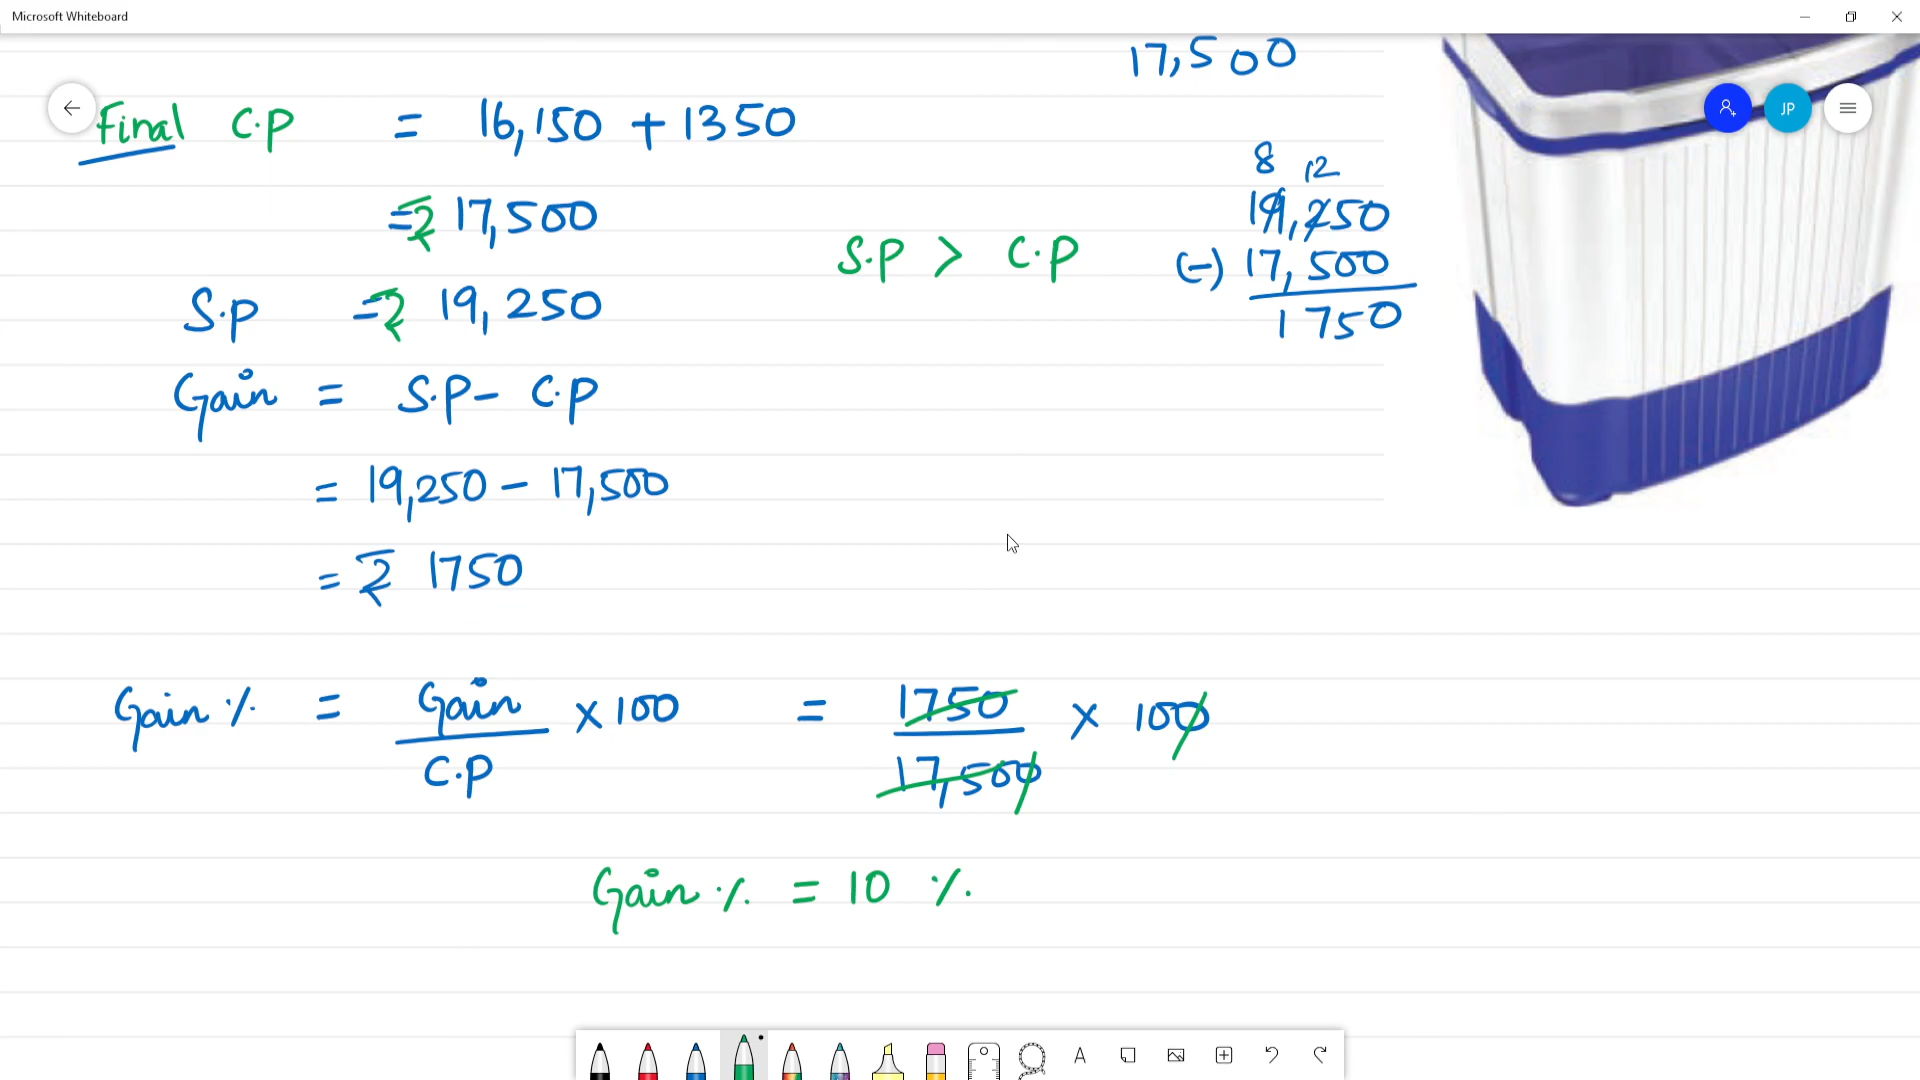 Microsoft Whiteboard
17,500
Final C.P = 16,150 + 1350
= ₹ 17,500
S.P = ₹ 19,250
S.P > C.P
8 12
19,250
(-) 17,500
1750
Gain = S.P - C.P
= 19,250 - 17,500
= ₹ 1750
Gain % = Gain / C.P × 100 = 1750 / 17,500 × 100
Gain % = 10 %
JP
A